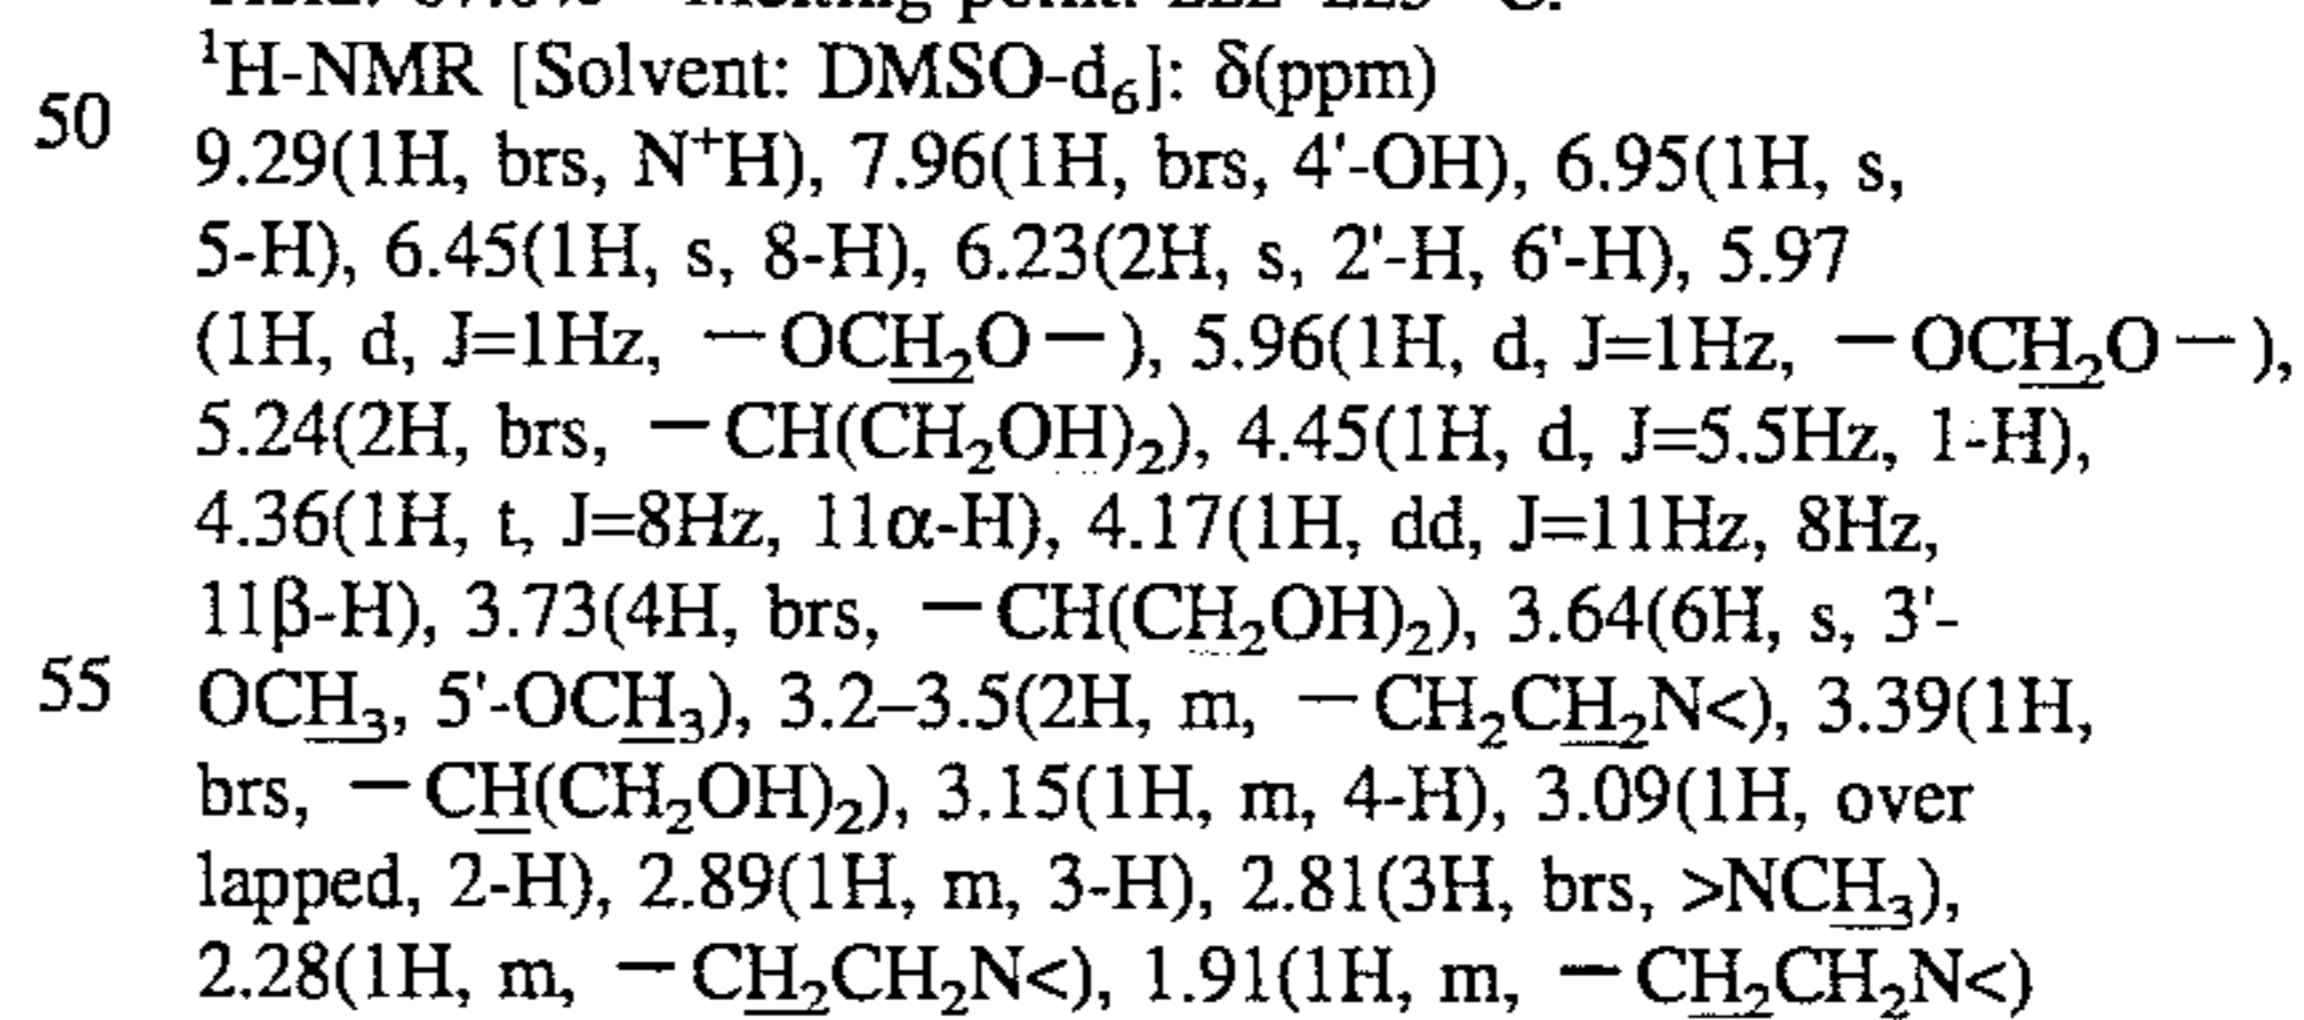 ¹H-NMR [Solvent: DMSO-d₆]: δ(ppm)
50
9.29(1H, brs, N⁺H), 7.96(1H, brs, 4'-OH), 6.95(1H, s,
5-H), 6.45(1H, s, 8-H), 6.23(2H, s, 2'-H, 6'-H), 5.97
(1H, d, J=1Hz, —OCH₂O—), 5.96(1H, d, J=1Hz, —OCH₂O—),
5.24(2H, brs, —CH(CH₂OH)₂), 4.45(1H, d, J=5.5Hz, 1-H),
4.36(1H, t, J=8Hz, 11α-H), 4.17(1H, dd, J=11Hz, 8Hz,
11β-H), 3.73(4H, brs, —CH(CH₂OH)₂), 3.64(6H, s, 3'-
55
OCH₃, 5'-OCH₃), 3.2–3.5(2H, m, —CH₂CH₂N<), 3.39(1H,
brs, —CH(CH₂OH)₂), 3.15(1H, m, 4-H), 3.09(1H, over
lapped, 2-H), 2.89(1H, m, 3-H), 2.81(3H, brs, >NCH₃),
2.28(1H, m, —CH₂CH₂N<), 1.91(1H, m, —CH₂CH₂N<)